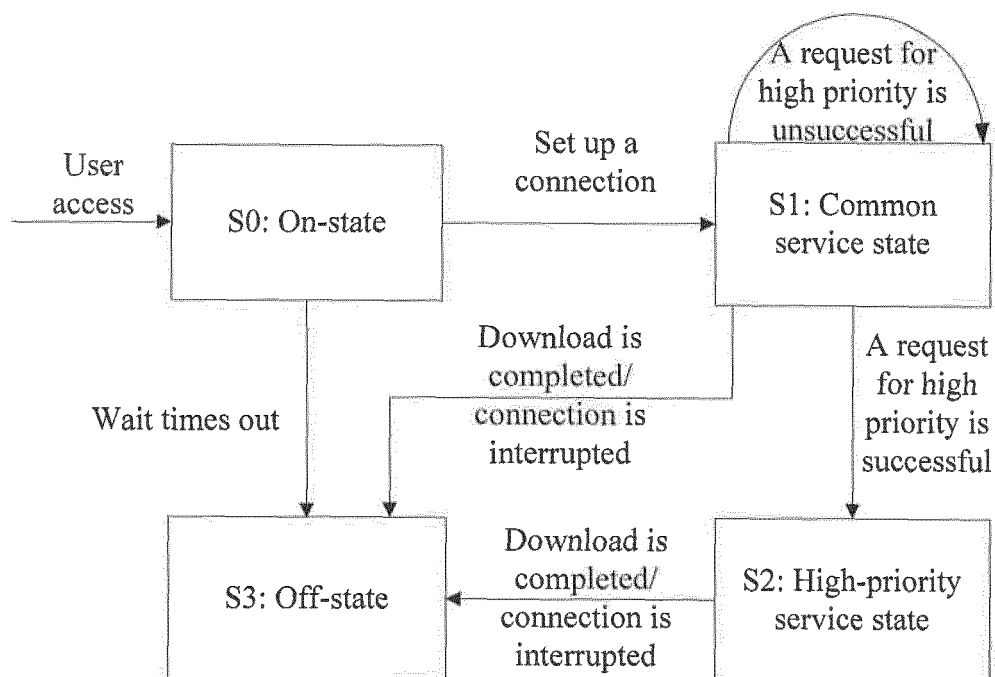 A request for
high priority is
unsuccessful
User
access
Set up a
connection
S0: On-state
S1: Common
service state
Download is
completed/
connection is
interrupted
A request
for high
priority is
successful
Wait times out
S3: Off-state
Download is
completed/
connection is
interrupted
S2: High-priority
service state